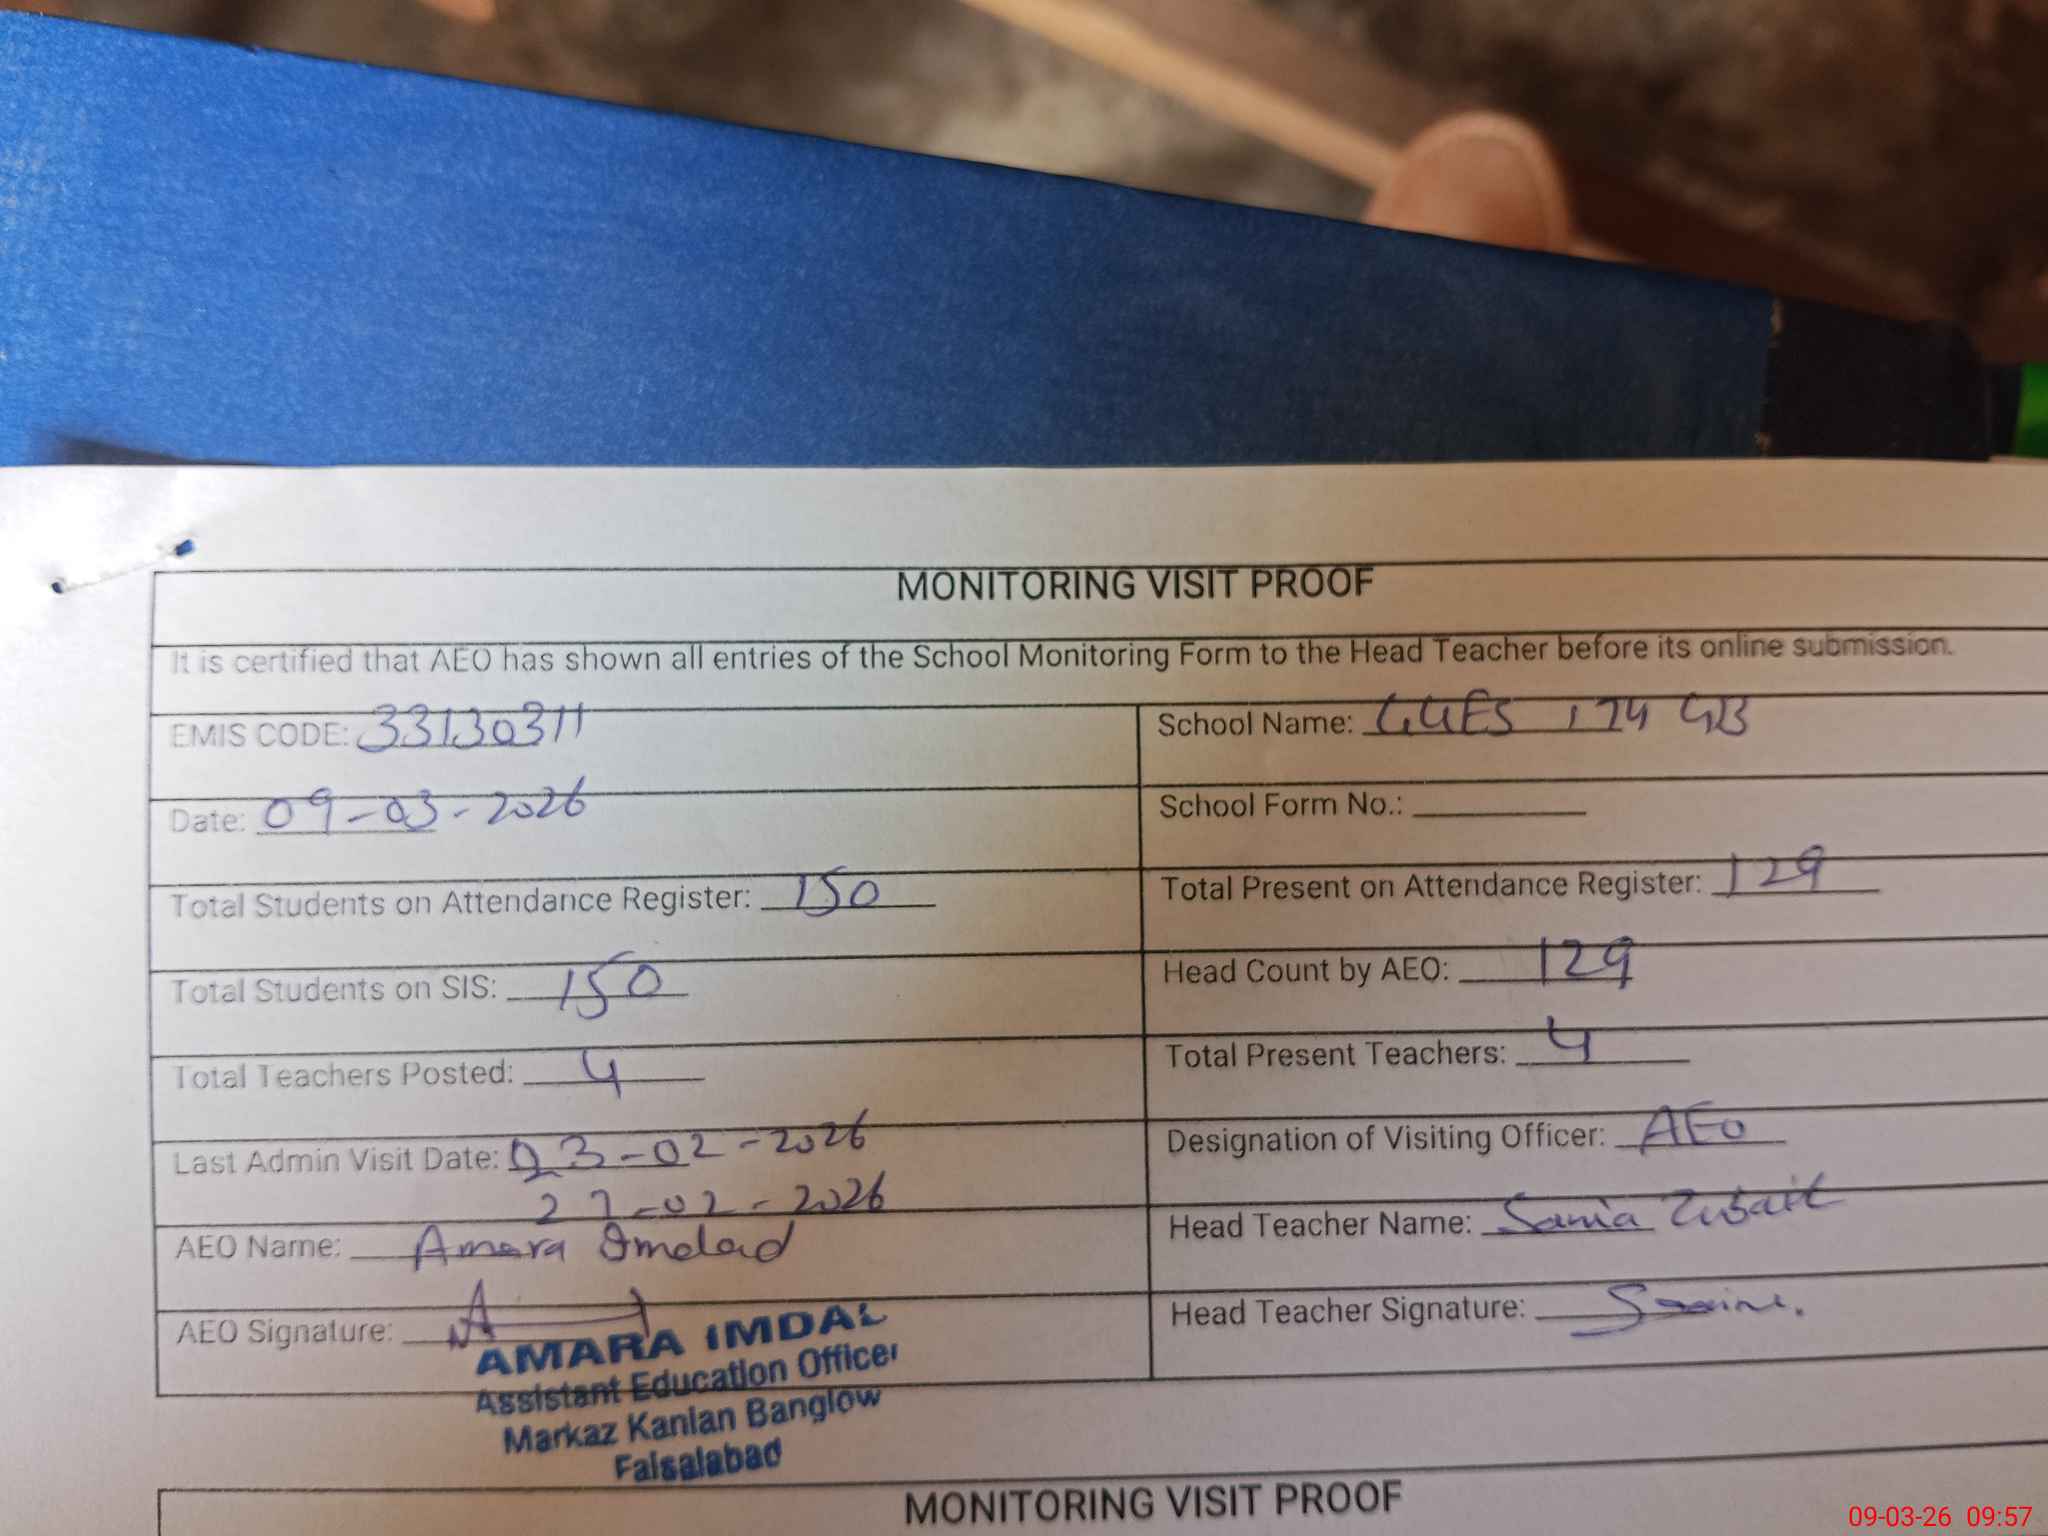 MONITORING VISIT PROOF
It is certified that AEO has shown all entries of the School Monitoring Form to the Head Teacher before its online submission.
EMIS CODE: 33130311
School Name: GGES 174 GB
Date: 09-03-2026
School Form No.:
Total Students on Attendance Register: 150
Total Present on Attendance Register: 129
Total Students on SIS: 150
Head Count by AEO: 129
Total Teachers Posted: 4
Total Present Teachers: 4
Last Admin Visit Date: 03-02-2026
27-02-2026
Designation of Visiting Officer: AEO
AEO Name: Amara Imdad
Head Teacher Name: Sania
AEO Signature:
Head Teacher Signature:
AMARA IMDAL
Assistant Education Officer
Markaz Kanian Banglow
Faisalabad
MONITORING VISIT PROOF
09-03-26 09:57